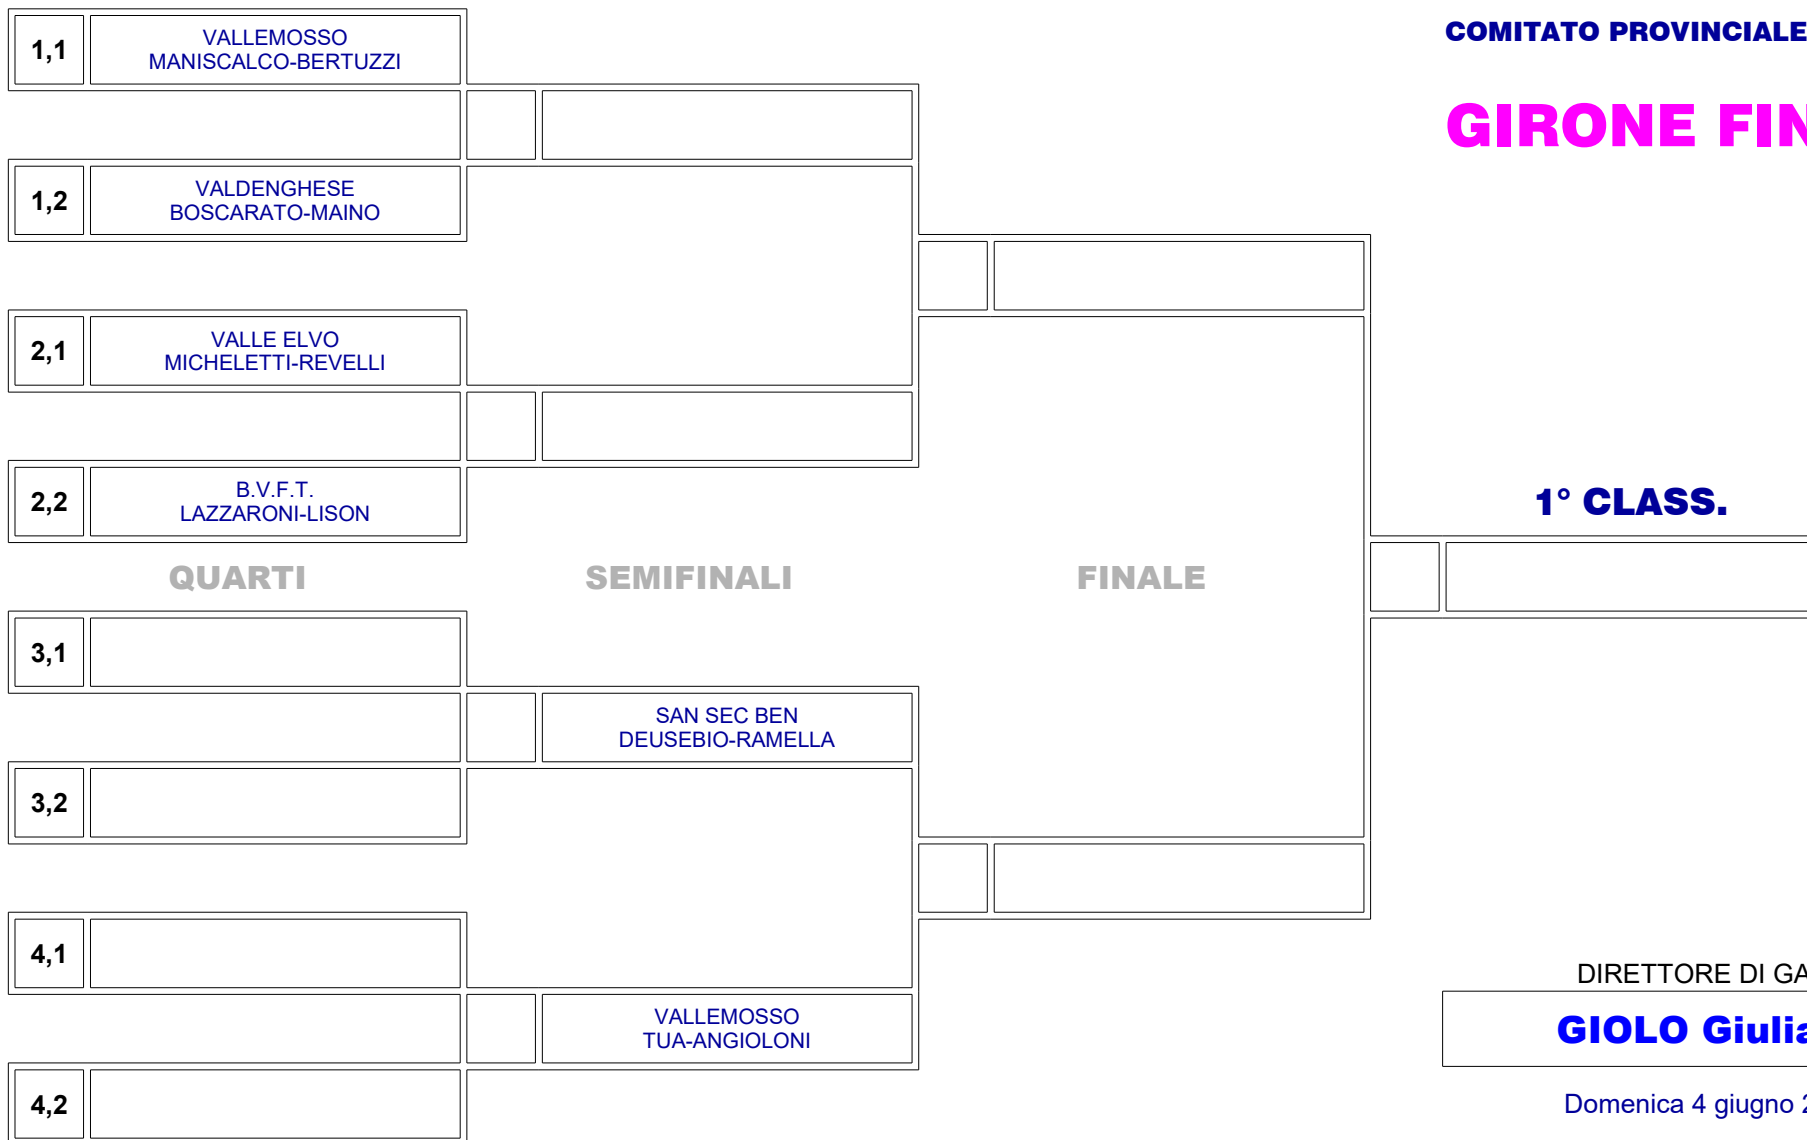 COMITATO PROVINCIALE
GIRONE FIN
1,1
VALLEMOSSO
MANISCALCO-BERTUZZI
1,2
VALDENGHESE
BOSCARATO-MAINO
2,1
VALLE ELVO
MICHELETTI-REVELLI
2,2
B.V.F.T.
LAZZARONI-LISON
1° CLASS.
QUARTI
SEMIFINALI
FINALE
3,1
SAN SEC BEN
DEUSEBIO-RAMELLA
3,2
4,1
VALLEMOSSO
TUA-ANGIOLONI
4,2
DIRETTORE DI GA
GIOLO Giulia
Domenica 4 giugno 2